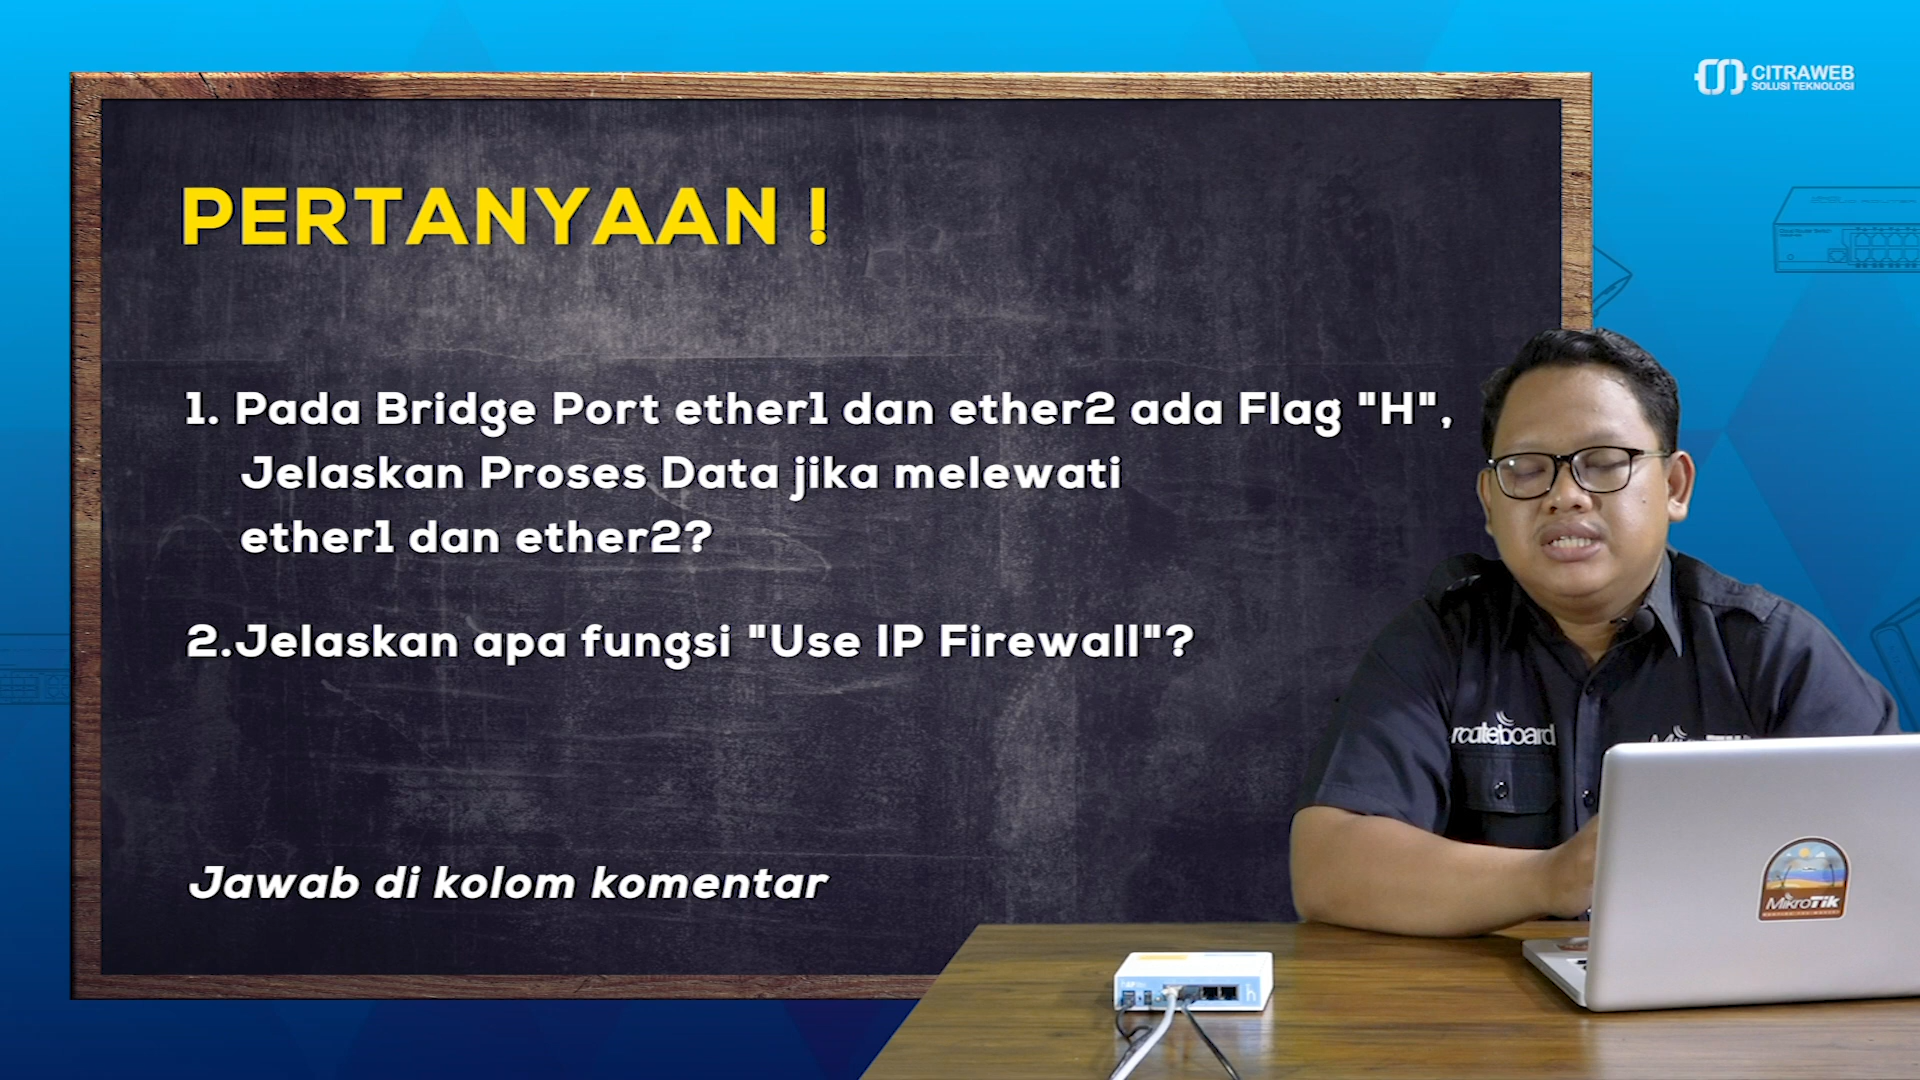 CITRAWEB
SOLUSI TEKNOLOGI
PERTANYAAN !
1. Pada Bridge Port ether1 dan ether2 ada Flag "H",
Jelaskan Proses Data jika melewati
ether1 dan ether2?
2.Jelaskan apa fungsi "Use IP Firewall"?
Jawab di kolom komentar
routerboard
MikroTik